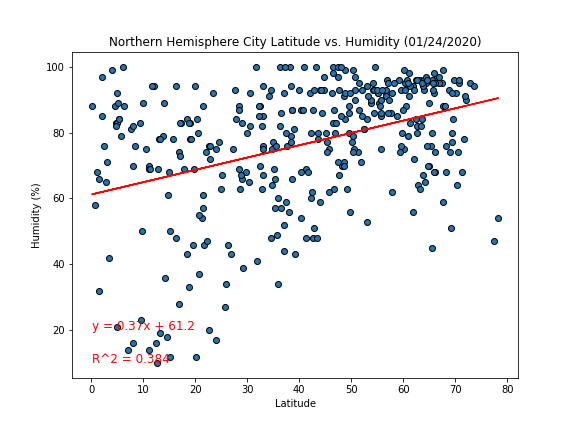 Northern Hemisphere City Latitude vs. Humidity (01/24/2020)
Humidity (%)
100
80
60
40
20
y = 0.37x + 61.2
R^2 = 0.384
0
10
20
30
40
50
60
70
80
Latitude